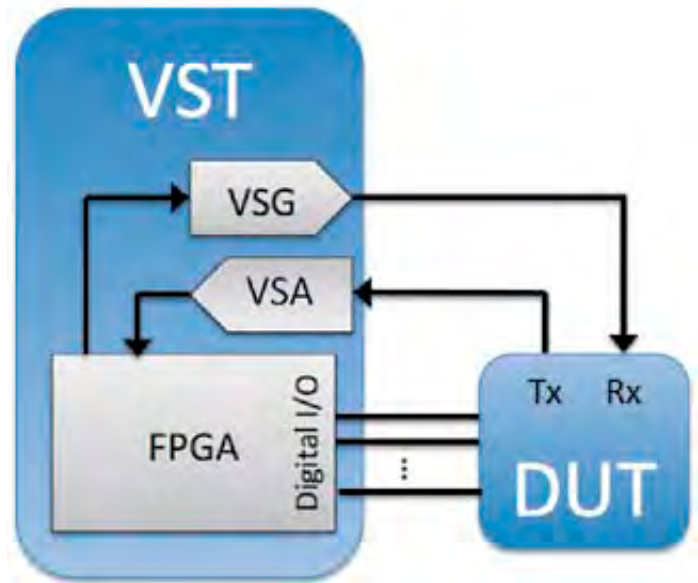 VST
VSG
VSA
FPGA
Digital I/O
Tx Rx
DUT